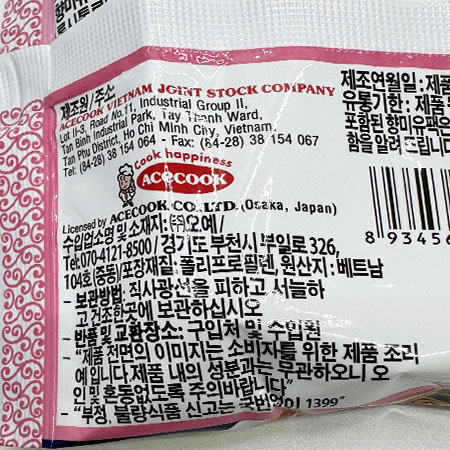 제조원/주소
ACECOOK VIETNAM JOINT STOCK COMPANY
Lot II-3, Road No.11, Industrial Group II,
Tan Binh Industrial Park, Tay Thanh Ward,
Tan Phu District, Ho Chi Minh City, Vietnam.
Tel: (84-28) 38 154 064 - Fax: (84-28) 38 154 067
Cook happiness
ACECOOK
Licensed by ACECOOK CO.,LTD. (Osaka, Japan)
수입업소명 및 소재지: (주)오예/
Tel:070-4121-8500 / 경기도 부천시 부일로 326,
104호 (중동)/포장재질: 폴리프로필렌, 원산지: 베트남
- 보관방법: 직사광선을 피하고 서늘하
고 건조한곳에 보관하십시오
- 반품 및 교환장소: 구입처 및 수입원
- "제품 전면의 이미지는 소비자를 위한 제품 조리
예 입니다. 제품 내의 성분과는 무관하오니 오
인 및 혼동없도록 주의바랍니다"
- "부정, 불량식품 신고는 국번없이 1399"
제조연월일: 제품
유통기한: 제품
포함된 향미유팩은
함을 알려드립니다
8 93456